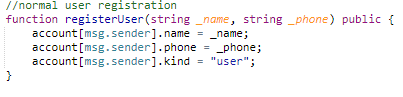 //normal user registration
function registerUser(string _name, string _phone) public {
    account[msg.sender].name = _name;
    account[msg.sender].phone = _phone;
    account[msg.sender].kind = "user";
}